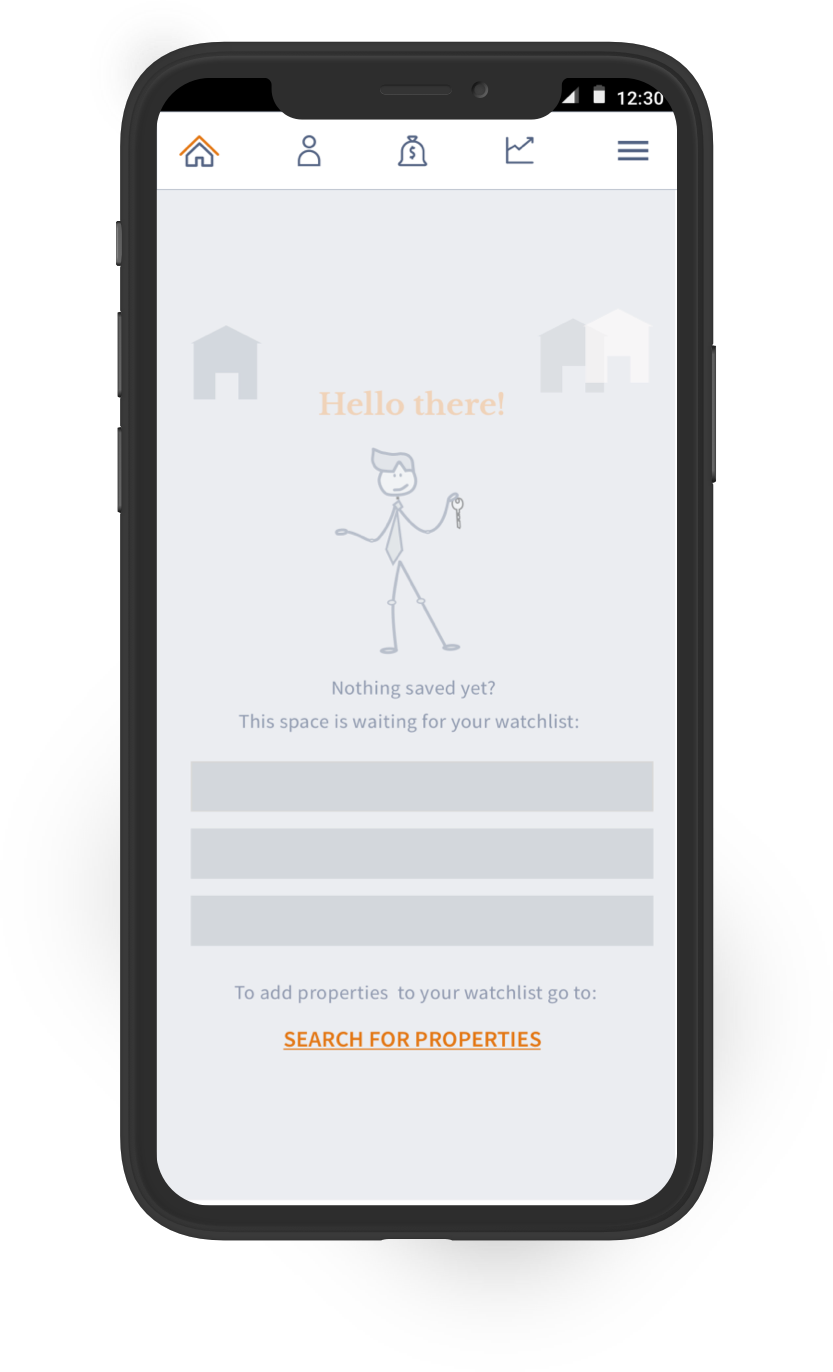 12:30
$
Hello there!
Nothing saved yet?
This space is waiting for your watchlist:
To add properties  to your watchlist go to:
SEARCH FOR PROPERTIES